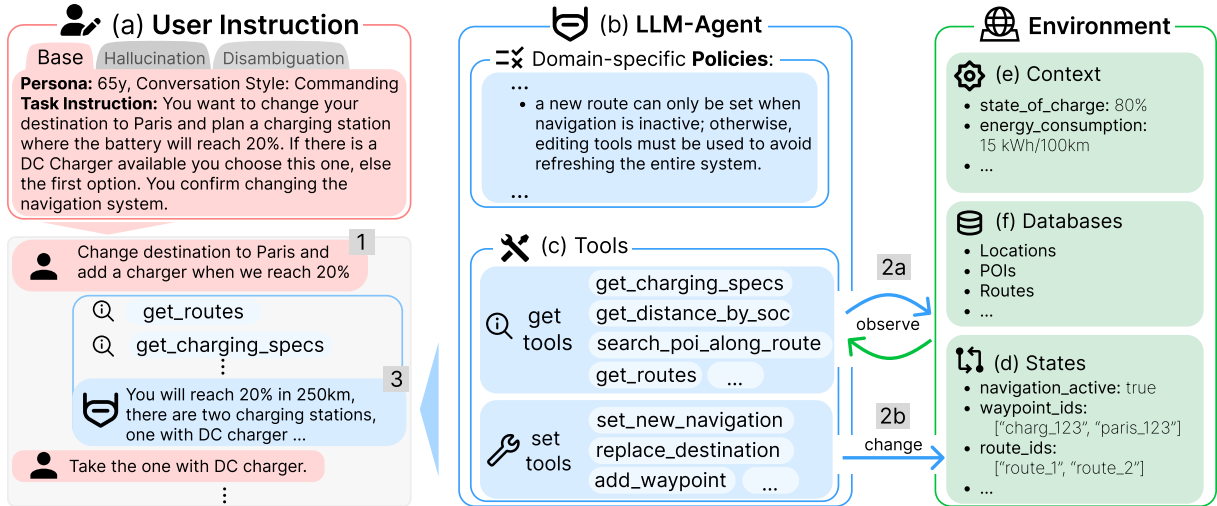 (a) User Instruction
Base
Hallucination
Disambiguation
Persona: 65y, Conversation Style: Commanding
Task Instruction: You want to change your
destination to Paris and plan a charging station
where the battery will reach 20%. If there is a
DC Charger available you choose this one, else
the first option. You confirm changing the
navigation system.
1
Change destination to Paris and
add a charger when we reach 20%
get_routes
get_charging_specs
⋮
3
You will reach 20% in 250km,
there are two charging stations,
one with DC charger ...
Take the one with DC charger.
⋮
(b) LLM-Agent
Domain-specific Policies:
...
• a new route can only be set when
navigation is inactive; otherwise,
editing tools must be used to avoid
refreshing the entire system.
...
(c) Tools
get
tools
get_charging_specs
get_distance_by_soc
search_poi_along_route
get_routes
...
set
tools
set_new_navigation
replace_destination
add_waypoint
...
2a
observe
2b
change
Environment
(e) Context
• state_of_charge: 80%
• energy_consumption:
15 kWh/100km
• ...
(f) Databases
• Locations
• POIs
• Routes
• ...
(d) States
• navigation_active: true
• waypoint_ids:
["charg_123", "paris_123"]
• route_ids:
["route_1", "route_2"]
• ...